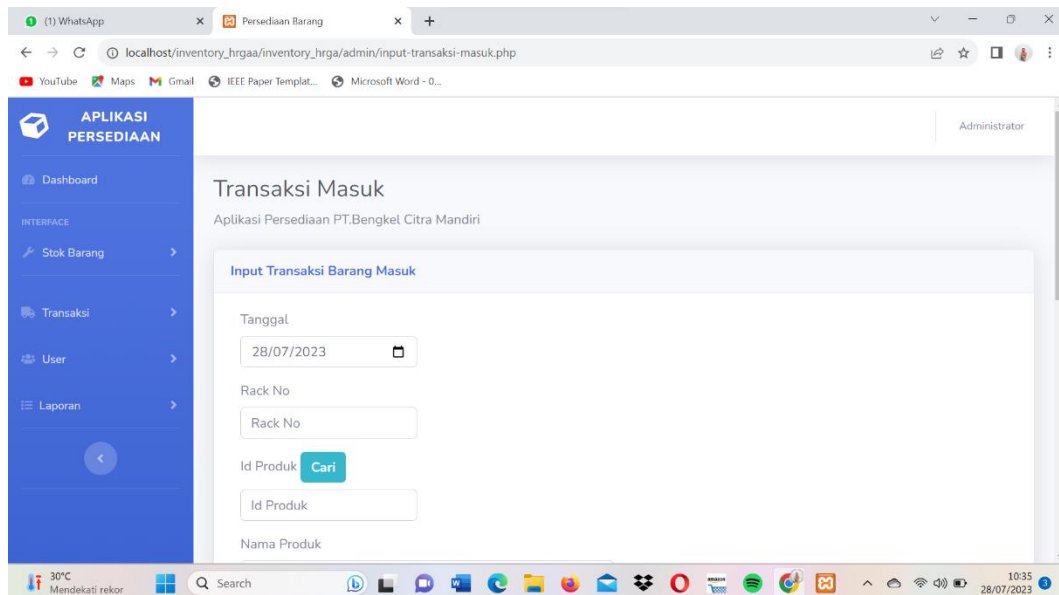 (1) WhatsApp
Persediaan Barang
localhost/inventory_hrgaa/inventory_hrga/admin/input-transaksi-masuk.php
YouTube Maps Gmail IEEE Paper Templat... Microsoft Word - 0...
APLIKASI
PERSEDIAAN
Administrator
Dashboard
INTERFACE
Stok Barang
Transaksi
User
Laporan
Transaksi Masuk
Aplikasi Persediaan PT.Bengkel Citra Mandiri
Input Transaksi Barang Masuk
Tanggal
28/07/2023
Rack No
Rack No
Id Produk Cari
Id Produk
Nama Produk
30°C
Mendekati rekor
Search
10:35
28/07/2023
3